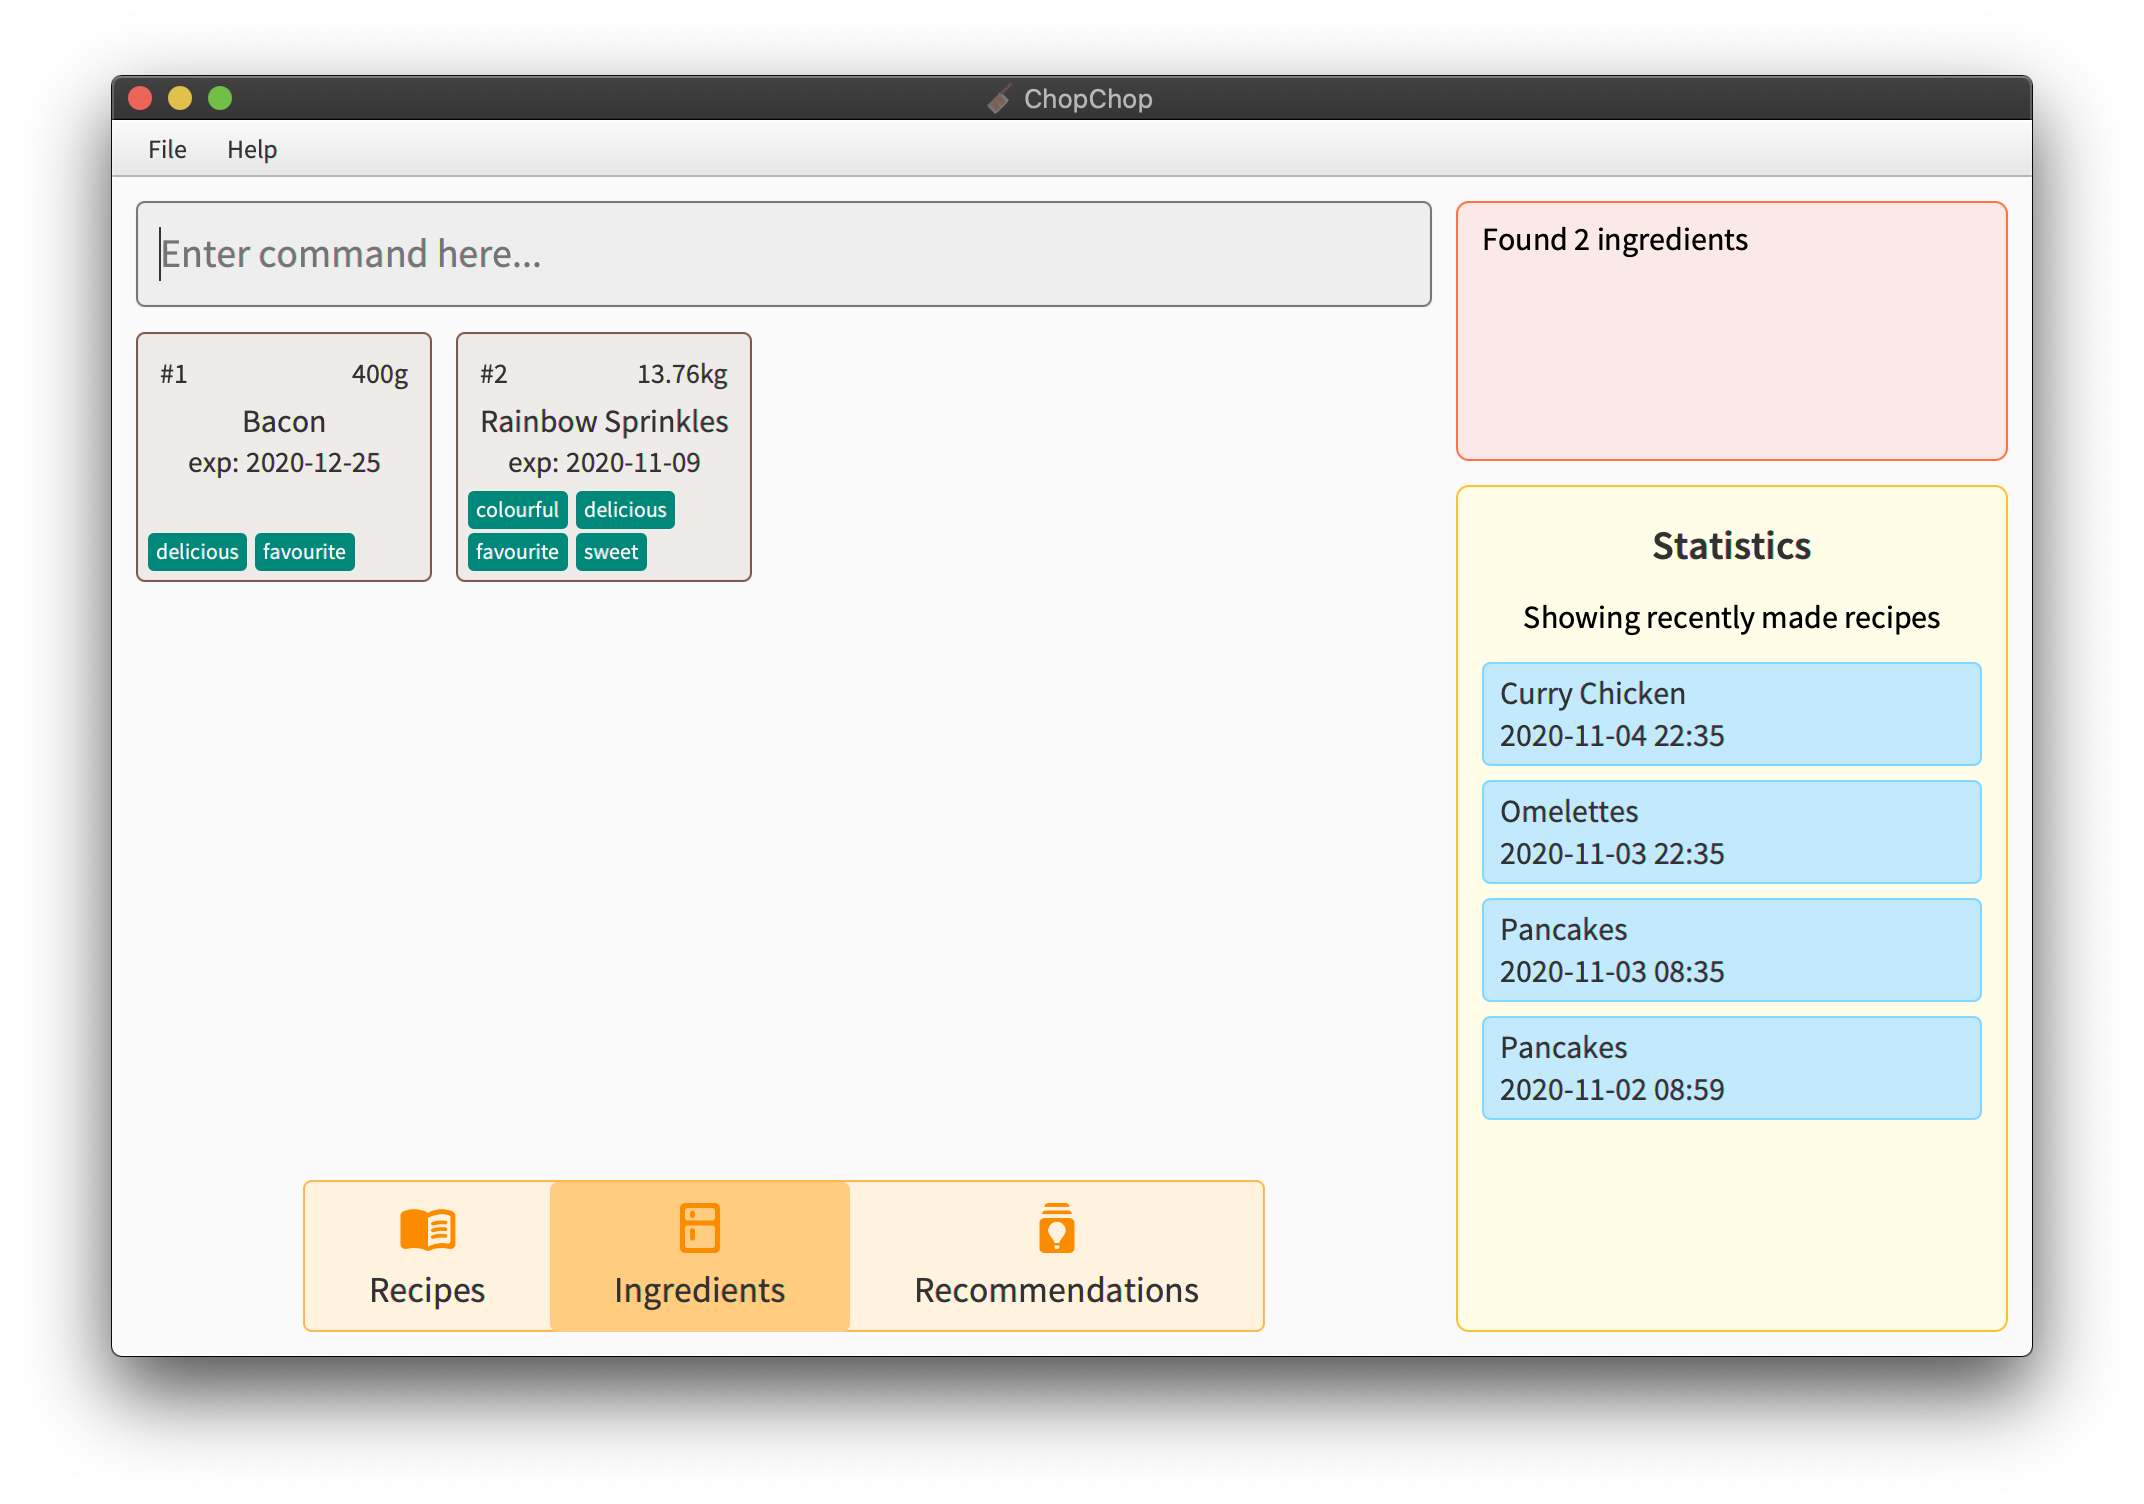 ChopChop
File Help
Enter command here...
Found 2 ingredients
#1 400g
Bacon
exp: 2020-12-25
delicious favourite
#2 13.76kg
Rainbow Sprinkles
exp: 2020-11-09
colourful delicious
favourite sweet
Statistics
Showing recently made recipes
Curry Chicken
2020-11-04 22:35
Omelettes
2020-11-03 22:35
Pancakes
2020-11-03 08:35
Pancakes
2020-11-02 08:59
Recipes Ingredients Recommendations